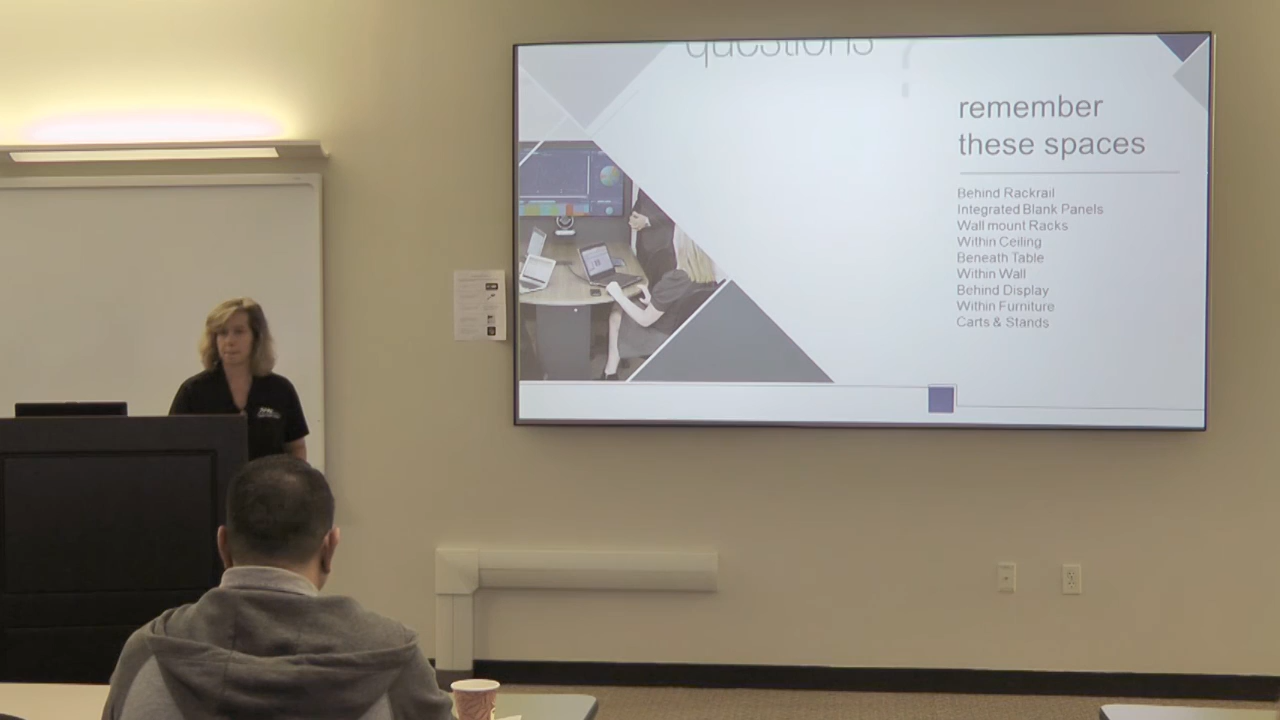 questions ?
remember
these spaces
Behind Rackrail
Integrated Blank Panels
Wall mount Racks
Within Ceiling
Beneath Table
Within Wall
Behind Display
Within Furniture
Carts & Stands